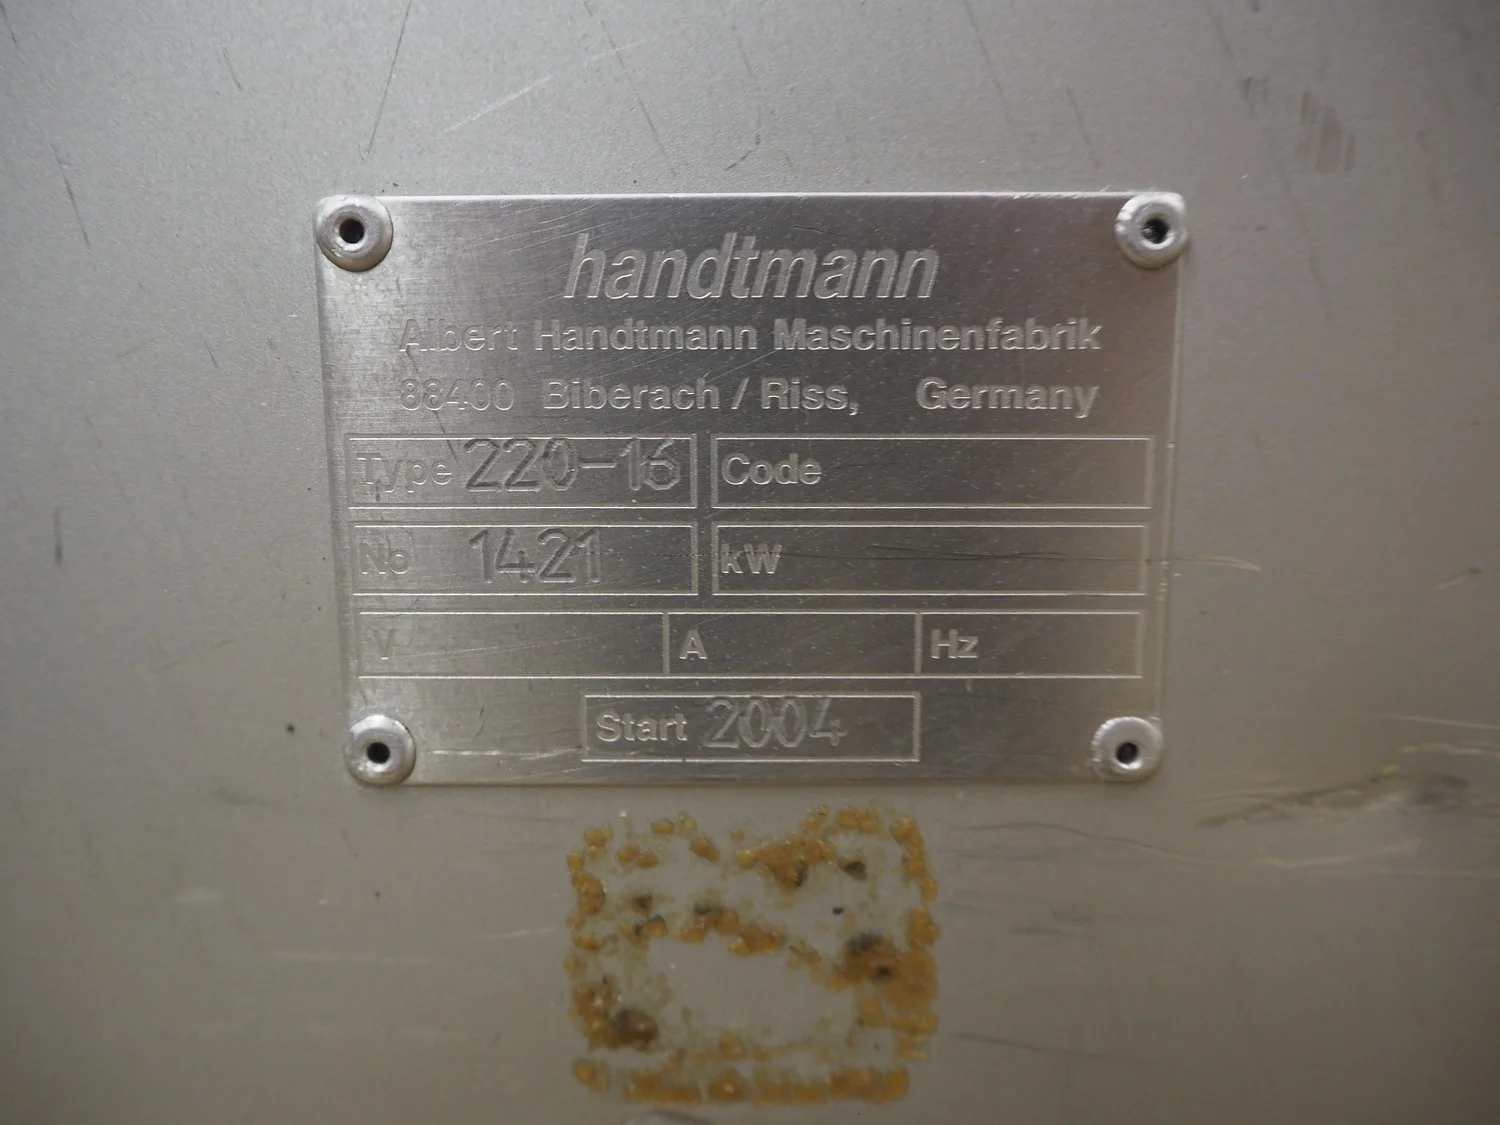 handtmann
Albert Handtmann Maschinenfabrik
88400 Biberach / Riss, Germany
Type 220-16 Code
No 1421 kW
V A Hz
Start 2004